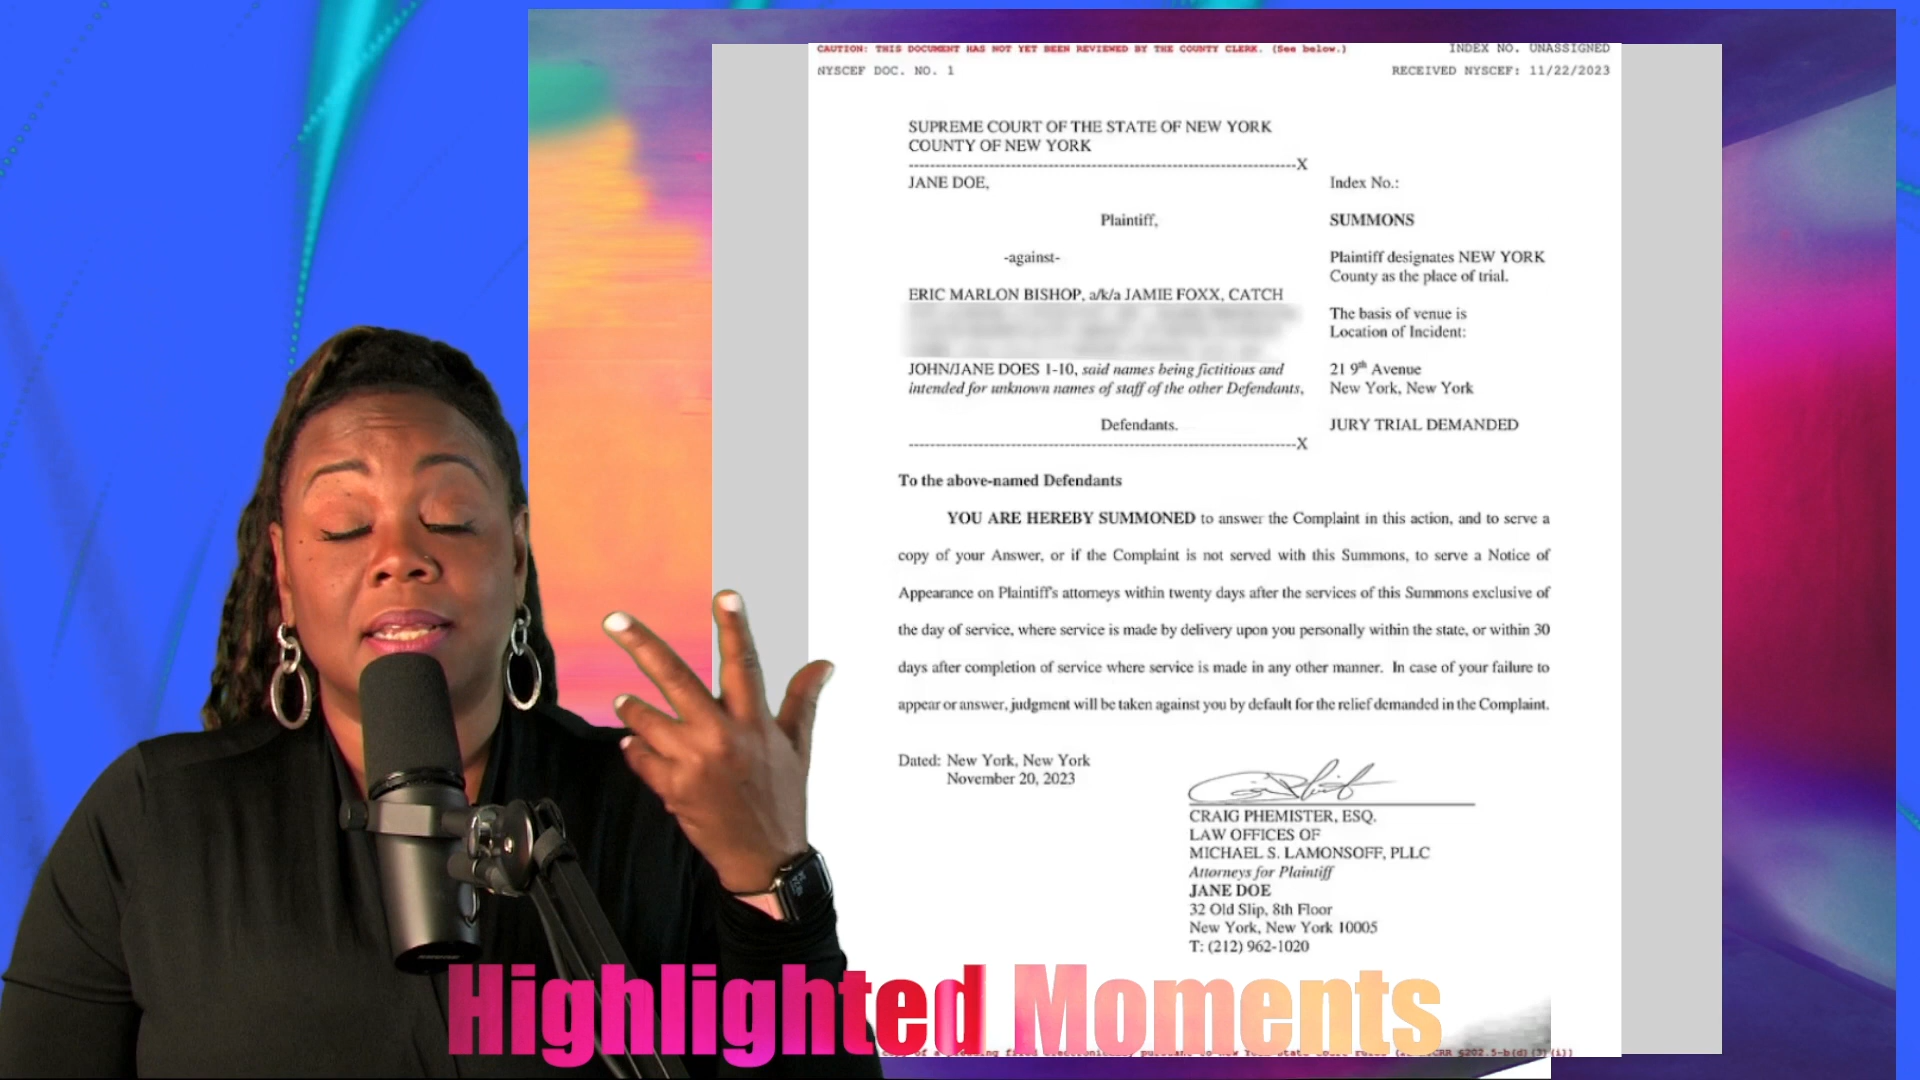 CAUTION: THIS DOCUMENT HAS NOT YET BEEN REVIEWED BY THE COUNTY CLERK. (See below.)
INDEX NO. UNASSIGNED
NYSCEF DOC. NO. 1
RECEIVED NYSCEF: 11/22/2023
SUPREME COURT OF THE STATE OF NEW YORK
COUNTY OF NEW YORK
-----------------------------------------------------------------------------X
JANE DOE,
Plaintiff,
-against-
ERIC MARLON BISHOP, a/k/a JAMIE FOXX, CATCH
JOHN/JANE DOES 1-10, said names being fictitious and
intended for unknown names of staff of the other Defendants,
Defendants.
-----------------------------------------------------------------------------X
Index No.:
SUMMONS
Plaintiff designates NEW YORK
County as the place of trial.
The basis of venue is
Location of Incident:
21 9th Avenue
New York, New York
JURY TRIAL DEMANDED
To the above-named Defendants
YOU ARE HEREBY SUMMONED to answer the Complaint in this action, and to serve a
copy of your Answer, or if the Complaint is not served with this Summons, to serve a Notice of
Appearance on Plaintiff's attorneys within twenty days after the services of this Summons exclusive of
the day of service, where service is made by delivery upon you personally within the state, or within 30
days after completion of service where service is made in any other manner. In case of your failure to
appear or answer, judgment will be taken against you by default for the relief demanded in the Complaint.
Dated: New York, New York
November 20, 2023
CRAIG PHEMISTER, ESQ.
LAW OFFICES OF
MICHAEL S. LAMONSOFF, PLLC
Attorneys for Plaintiff
JANE DOE
32 Old Slip, 8th Floor
New York, New York 10005
T: (212) 962-1020
Highlighted Moments